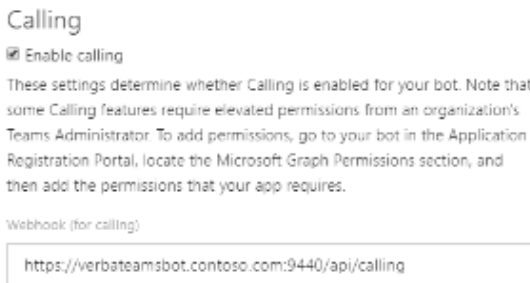 Calling
Enable calling
These settings determine whether Calling is enabled for your bot. Note that
some Calling features require elevated permissions from an organization's
Teams Administrator. To add permissions, go to your bot in the Application
Registration Portal, locate the Microsoft Graph Permissions section, and
then add the permissions that your app requires.
Webhook (for calling)
https://verbateamsbot.contoso.com:9440/api/calling